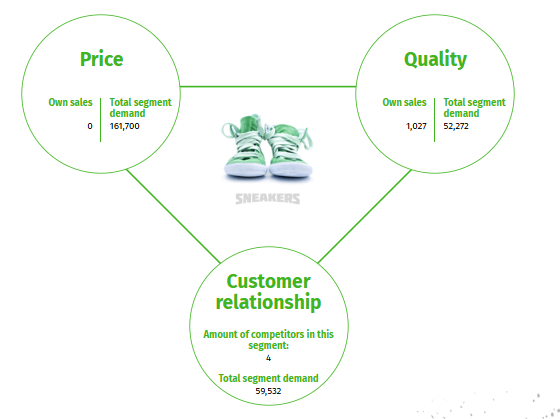 Price
Own sales
Total segment
demand
0
161,700
Quality
Own sales
Total segment
demand
1,027
52,272
SNEAKERS
Customer
relationship
Amount of competitors in this
segment:
4
Total segment demand
59,532